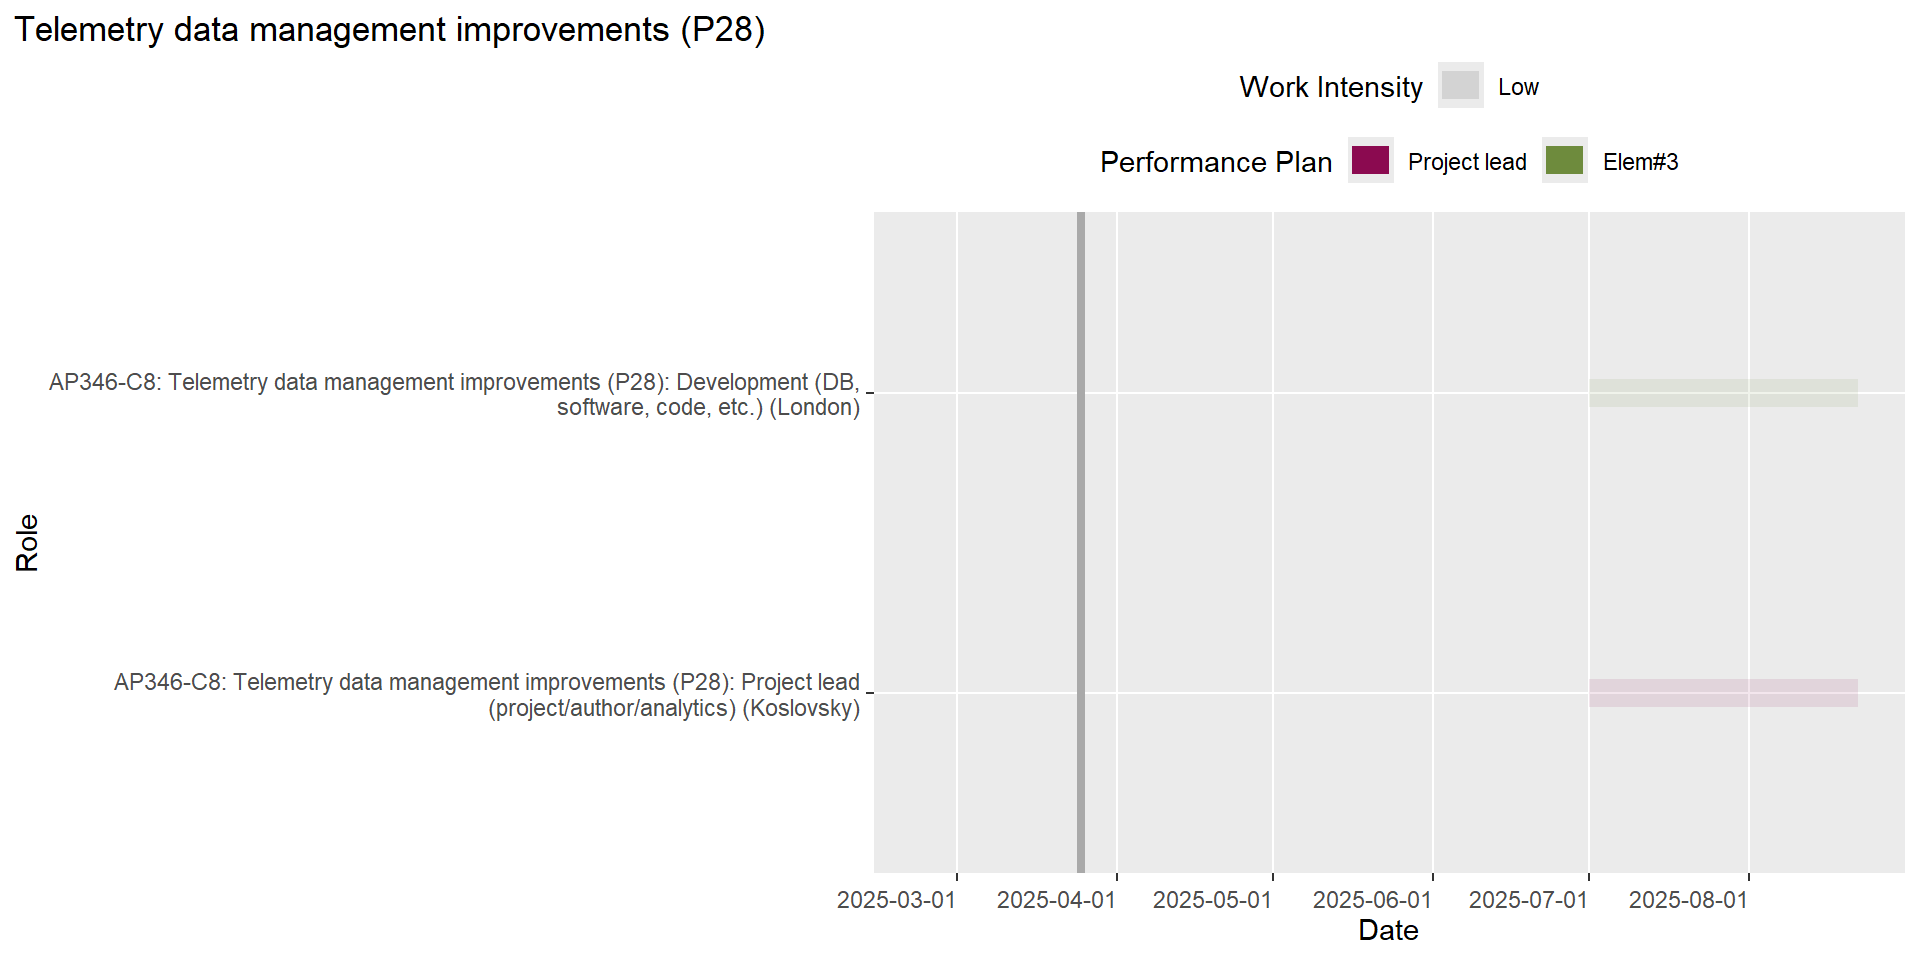 Telemetry data management improvements (P28)
Work Intensity Low
Performance Plan Project lead Elem#3
AP346-C8: Telemetry data management improvements (P28): Development (DB,
software, code, etc.) (London)
Role
AP346-C8: Telemetry data management improvements (P28): Project lead
(project/author/analytics) (Koslovsky)
2025-03-01 2025-04-01 2025-05-01 2025-06-01 2025-07-01 2025-08-01
Date